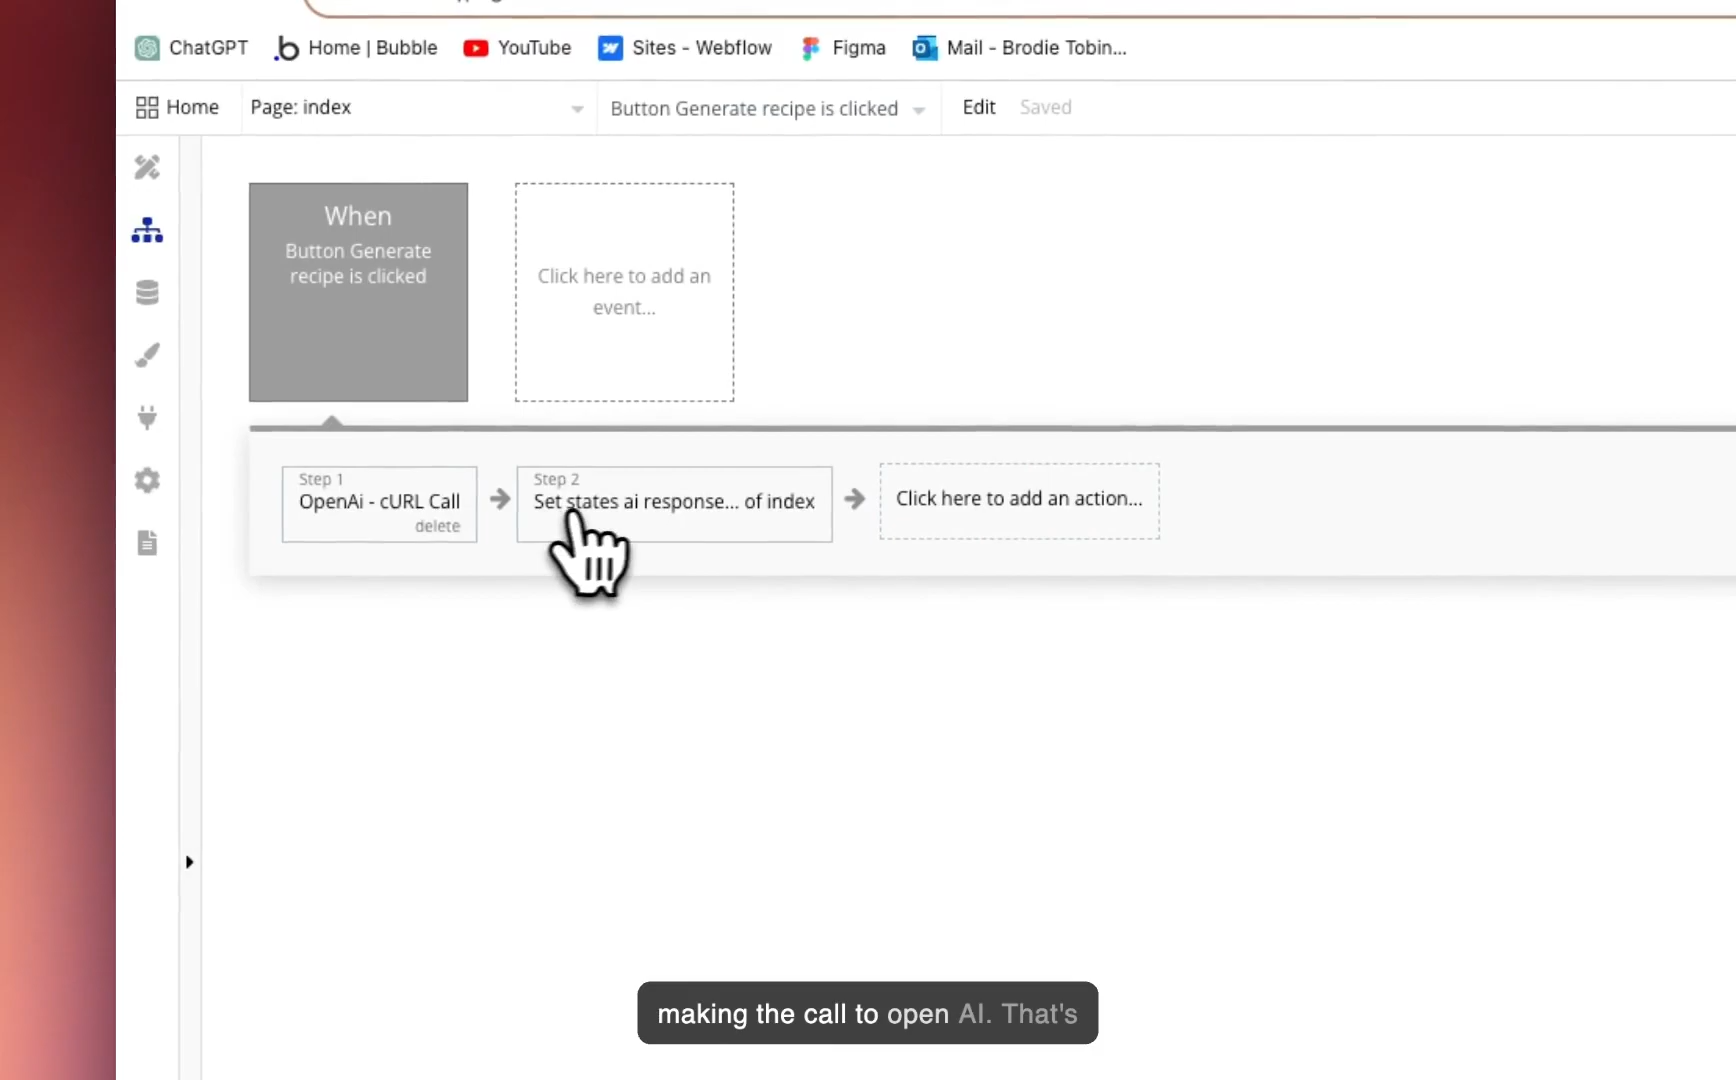 ChatGPT
Home | Bubble
YouTube
Sites - Webflow
Figma
Mail - Brodie Tobin...
Home
Page: index
Button Generate recipe is clicked
Edit
Saved
When
Button Generate
recipe is clicked
Click here to add an
event...
Step 1
OpenAi - cURL Call
delete
Step 2
Set states ai response... of index
Click here to add an action...
making the call to open AI. That's